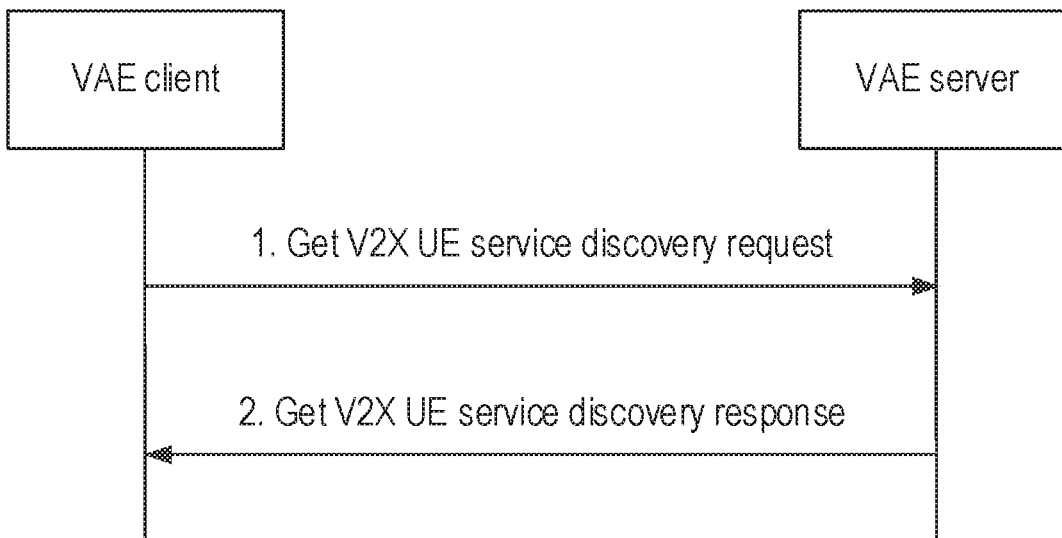 VAE client
VAE server
1. Get V2X UE service discovery request
2. Get V2X UE service discovery response